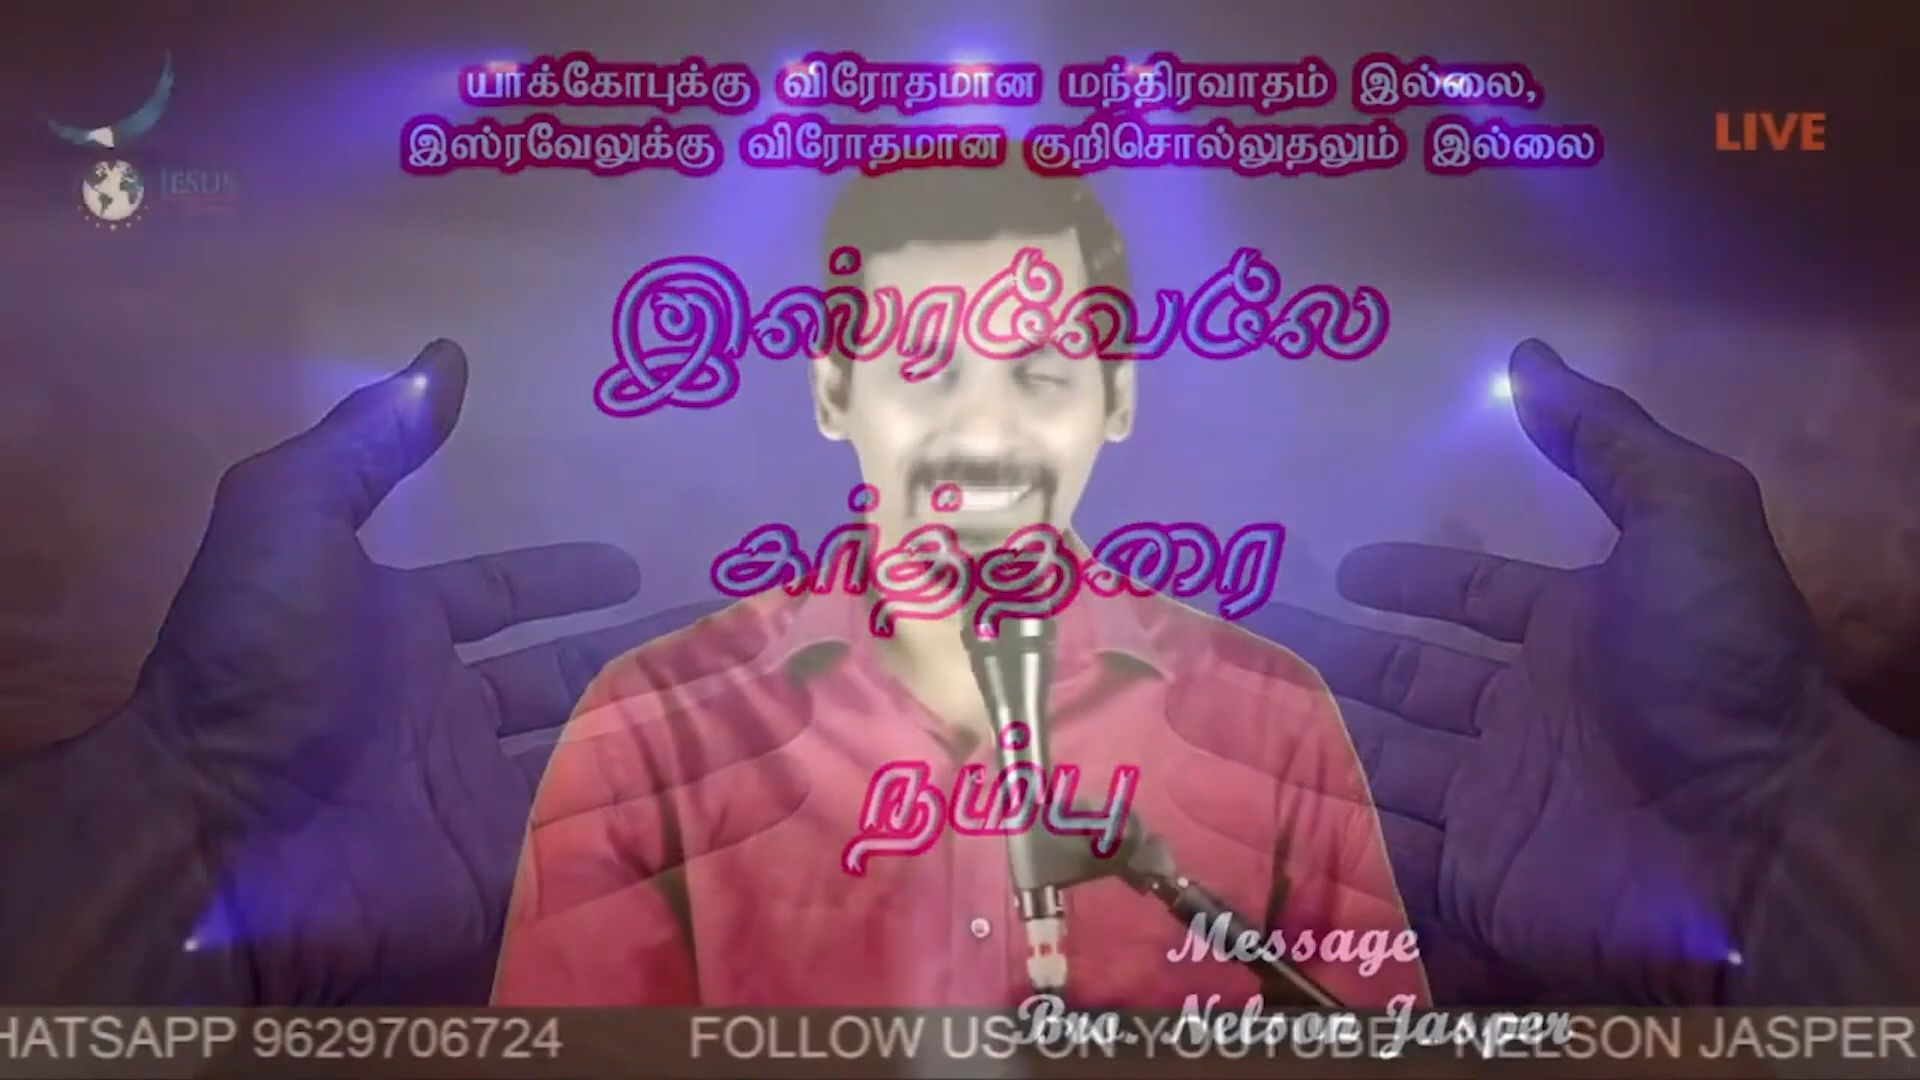 யாக்கோபுக்கு விரோதமான மந்திரவாதம் இல்லை,
இஸ்ரவேலுக்கு விரோதமான குறிசொல்லுதலும் இல்லை
LIVE
JESUS
இஸ்ரவேலே
கர்த்தரை
நம்பு
Message
Bro. Nelson Jasper
HATSAPP 9629706724 FOLLOW US ON YOUTUBE NELSON JASPER